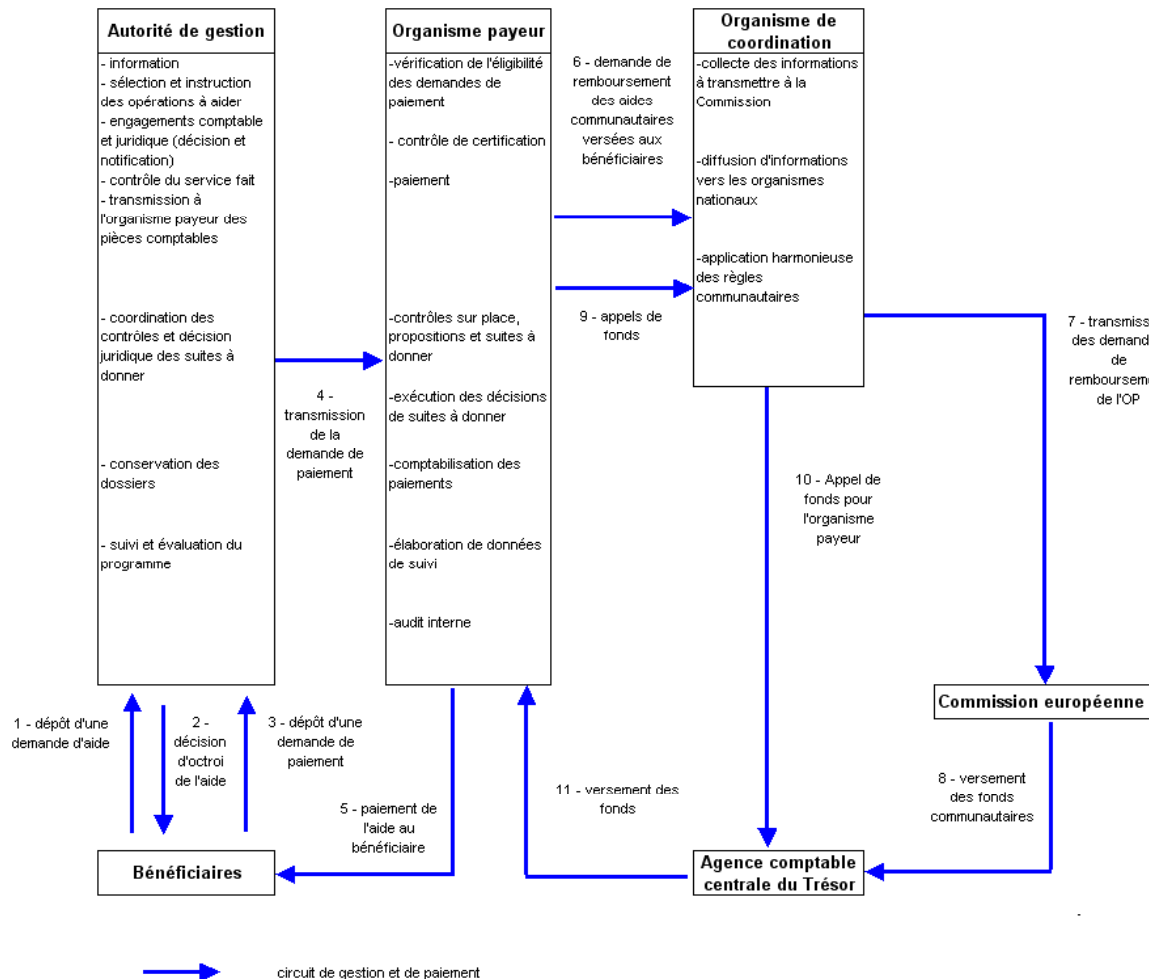 Autorité de gestion
- information
- sélection et instruction
des opérations à aider
- engagements comptable
et juridique (décision et
notification)
- contrôle du service fait
- transmission à
l'organisme payeur des
pièces comptables
- coordination des
contrôles et décision
juridique des suites à
donner
- conservation des
dossiers
- suivi et évaluation du
programme
Organisme payeur
-vérification de l'éligibilité
des demandes de
paiement
- contrôle de certification
-paiement
-contrôles sur place,
propositions et suites à
donner
-exécution des décisions
de suites à donner
-comptabilisation des
paiements
-élaboration de données
de suivi
-audit interne
Organisme de
coordination
-collecte des informations
à transmettre à la
Commission
-diffusion d'informations
vers les organismes
nationaux
-application harmonieuse
des règles
communautaires
6 - demande de
remboursement
des aides
communautaires
versées aux
bénéficiaires
9 - appels de
fonds
4 -
transmission
de la
demande de
paiement
7 - transmiss
des demand
de
remboursem
de l'OP
10 - Appel de
fonds pour
l'organisme
payeur
Commission européenne
1 - dépôt d'une
demande d'aide
2 -
décision
d'octroi
de l'aide
3 - dépôt d'une
demande de
paiement
5 - paiement de
l'aide au
bénéficiaire
11 - versement des
fonds
8 - versement
des fonds
communautaires
Bénéficiaires
Agence comptable
centrale du Trésor
circuit de gestion et de paiement